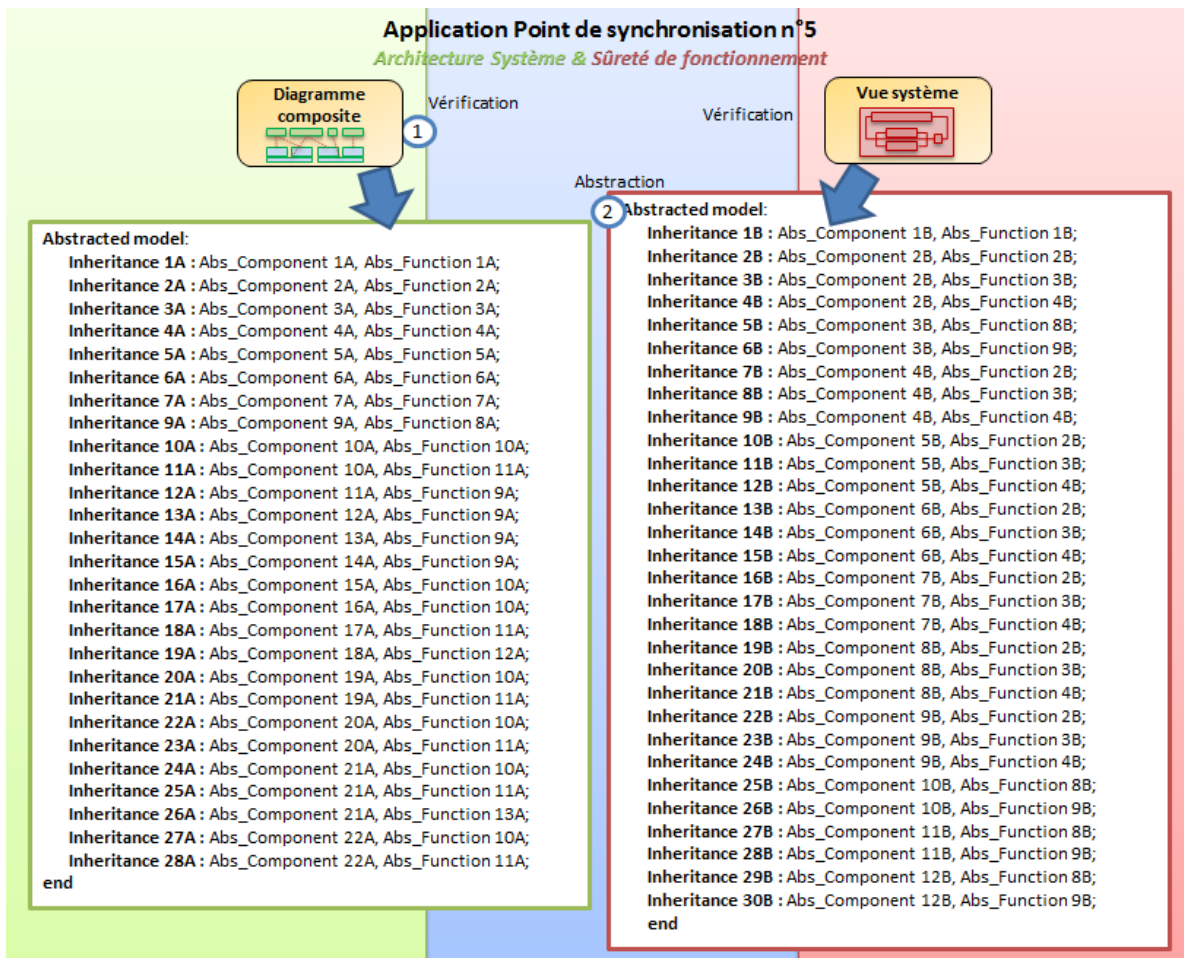 Application Point de synchronisation n°5
Architecture Système & Sûreté de fonctionnement
Diagramme
composite
Vérification
1
Vérification
Vue système
Abstraction
Abstracted model:
Inheritance 1A : Abs_Component 1A, Abs_Function 1A;
Inheritance 2A : Abs_Component 2A, Abs_Function 2A;
Inheritance 3A : Abs_Component 3A, Abs_Function 3A;
Inheritance 4A : Abs_Component 4A, Abs_Function 4A;
Inheritance 5A : Abs_Component 5A, Abs_Function 5A;
Inheritance 6A : Abs_Component 6A, Abs_Function 6A;
Inheritance 7A : Abs_Component 7A, Abs_Function 7A;
Inheritance 9A : Abs_Component 9A, Abs_Function 8A;
Inheritance 10A : Abs_Component 10A, Abs_Function 10A;
Inheritance 11A : Abs_Component 10A, Abs_Function 11A;
Inheritance 12A : Abs_Component 11A, Abs_Function 9A;
Inheritance 13A : Abs_Component 12A, Abs_Function 9A;
Inheritance 14A : Abs_Component 13A, Abs_Function 9A;
Inheritance 15A : Abs_Component 14A, Abs_Function 9A;
Inheritance 16A : Abs_Component 15A, Abs_Function 10A;
Inheritance 17A : Abs_Component 16A, Abs_Function 10A;
Inheritance 18A : Abs_Component 17A, Abs_Function 11A;
Inheritance 19A : Abs_Component 18A, Abs_Function 12A;
Inheritance 20A : Abs_Component 19A, Abs_Function 10A;
Inheritance 21A : Abs_Component 19A, Abs_Function 11A;
Inheritance 22A : Abs_Component 20A, Abs_Function 10A;
Inheritance 23A : Abs_Component 20A, Abs_Function 11A;
Inheritance 24A : Abs_Component 21A, Abs_Function 10A;
Inheritance 25A : Abs_Component 21A, Abs_Function 11A;
Inheritance 26A : Abs_Component 21A, Abs_Function 13A;
Inheritance 27A : Abs_Component 22A, Abs_Function 10A;
Inheritance 28A : Abs_Component 22A, Abs_Function 11A;
end
2
Abstracted model:
Inheritance 1B : Abs_Component 1B, Abs_Function 1B;
Inheritance 2B : Abs_Component 2B, Abs_Function 2B;
Inheritance 3B : Abs_Component 2B, Abs_Function 3B;
Inheritance 4B : Abs_Component 2B, Abs_Function 4B;
Inheritance 5B : Abs_Component 3B, Abs_Function 8B;
Inheritance 6B : Abs_Component 3B, Abs_Function 9B;
Inheritance 7B : Abs_Component 4B, Abs_Function 2B;
Inheritance 8B : Abs_Component 4B, Abs_Function 3B;
Inheritance 9B : Abs_Component 4B, Abs_Function 4B;
Inheritance 10B : Abs_Component 5B, Abs_Function 2B;
Inheritance 11B : Abs_Component 5B, Abs_Function 3B;
Inheritance 12B : Abs_Component 5B, Abs_Function 4B;
Inheritance 13B : Abs_Component 6B, Abs_Function 2B;
Inheritance 14B : Abs_Component 6B, Abs_Function 3B;
Inheritance 15B : Abs_Component 6B, Abs_Function 4B;
Inheritance 16B : Abs_Component 7B, Abs_Function 2B;
Inheritance 17B : Abs_Component 7B, Abs_Function 3B;
Inheritance 18B : Abs_Component 7B, Abs_Function 4B;
Inheritance 19B : Abs_Component 8B, Abs_Function 2B;
Inheritance 20B : Abs_Component 8B, Abs_Function 3B;
Inheritance 21B : Abs_Component 8B, Abs_Function 4B;
Inheritance 22B : Abs_Component 9B, Abs_Function 2B;
Inheritance 23B : Abs_Component 9B, Abs_Function 3B;
Inheritance 24B : Abs_Component 9B, Abs_Function 4B;
Inheritance 25B : Abs_Component 10B, Abs_Function 8B;
Inheritance 26B : Abs_Component 10B, Abs_Function 9B;
Inheritance 27B : Abs_Component 11B, Abs_Function 8B;
Inheritance 28B : Abs_Component 11B, Abs_Function 9B;
Inheritance 29B : Abs_Component 12B, Abs_Function 8B;
Inheritance 30B : Abs_Component 12B, Abs_Function 9B;
end